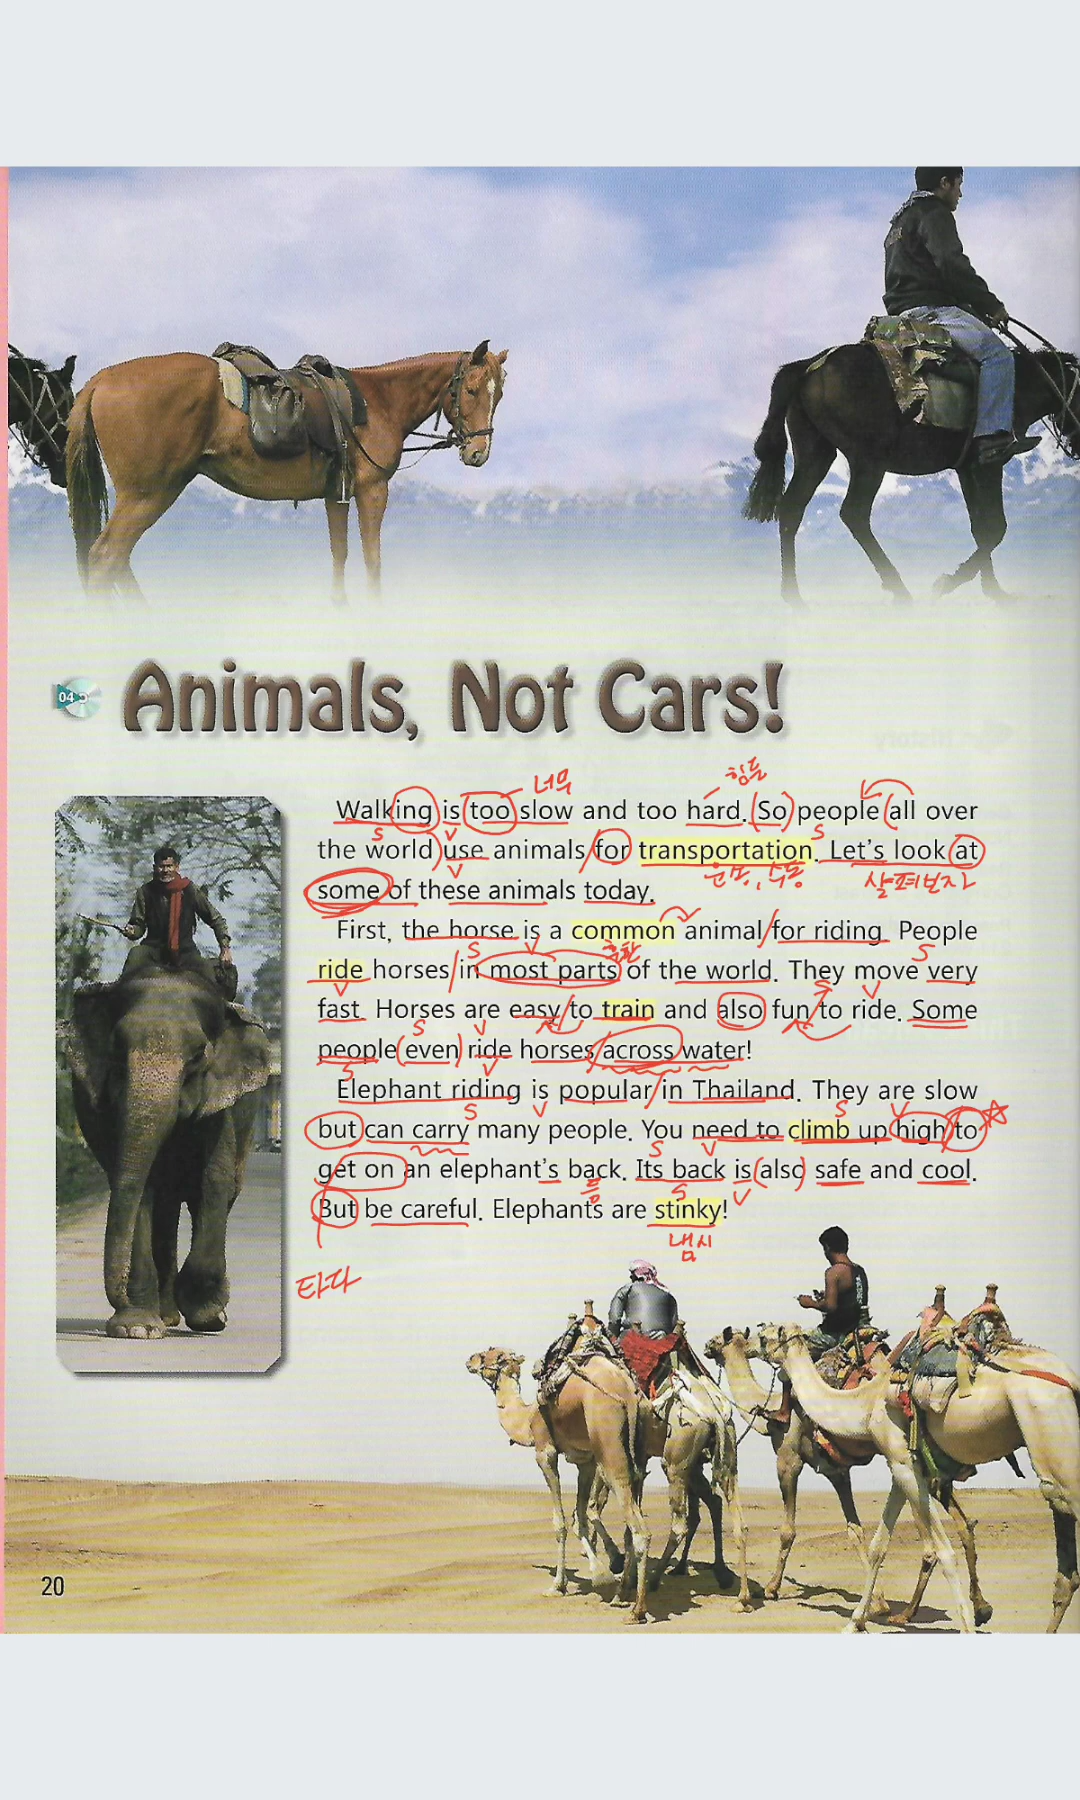 04
Animals, Not Cars!
너무
힘든
Walking is too slow and too hard. So people all over
S V S
the world use animals for transportation. Let's look at
V 운송, 수송 살펴보자
some of these animals today.
First, the horse is a common animal for riding. People
S V 흔한 S
ride horses in most parts of the world. They move very
V S V
fast. Horses are easy to train and also fun to ride. Some
S V
people even ride horses across water!
S V
Elephant riding is popular in Thailand. They are slow
S V S V
but can carry many people. You need to climb up high to
S V
get on an elephant's back. Its back is also safe and cool.
등 S V
But be careful. Elephants are stinky!
냄시
타다
20